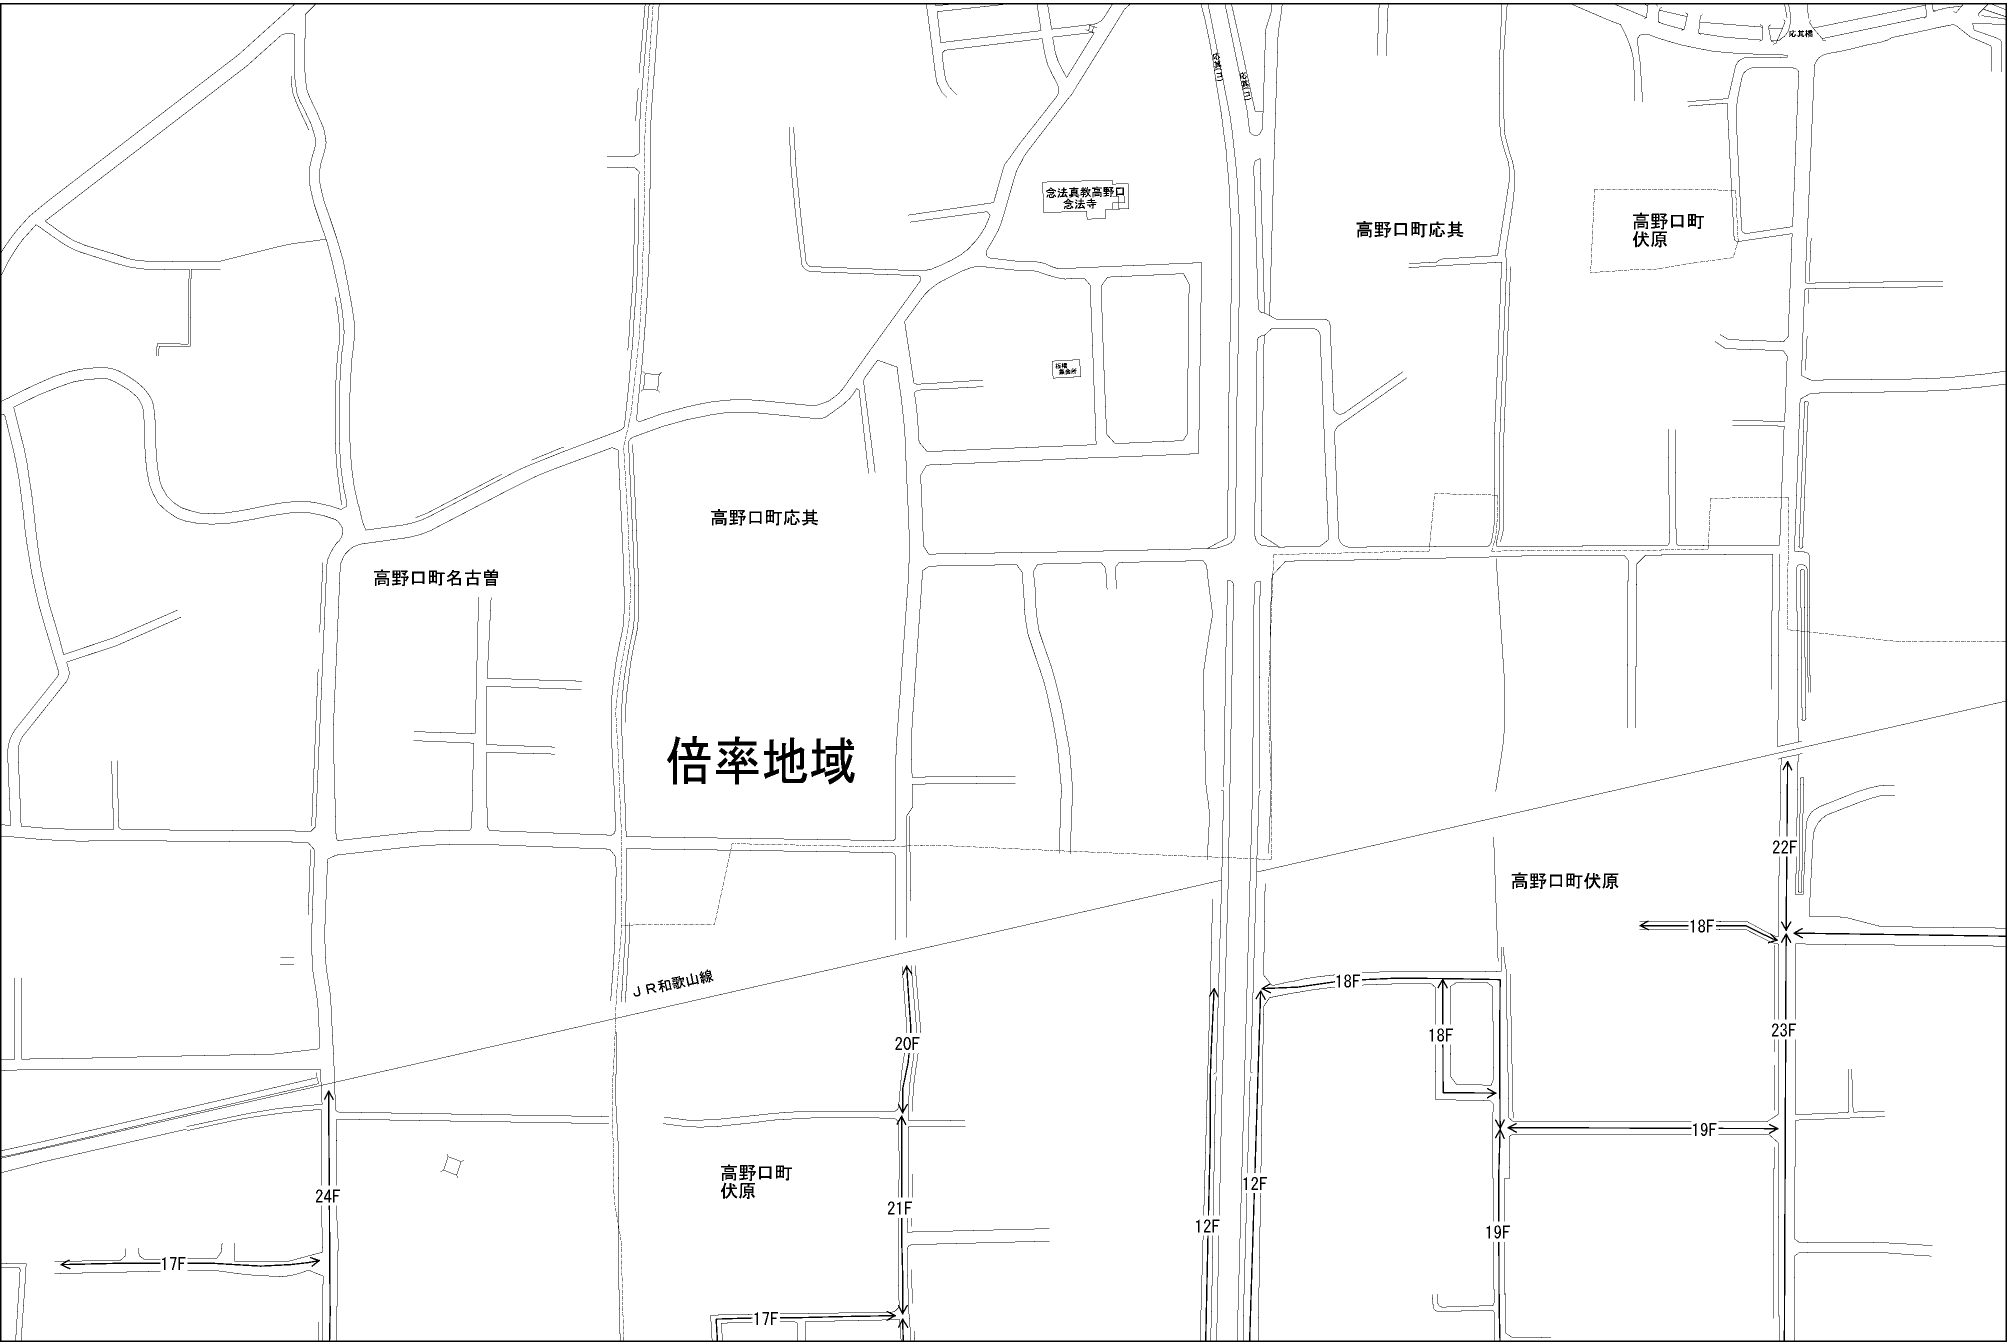 応其橋
念法真教高野口
念法寺
高野口町応其
高野口町
伏原
高野口町応其
高野口町名古曽
倍率地域
22F
高野口町伏原
18F
ＪＲ和歌山線
18F
18F
20F
23F
19F
高野口町
伏原
24F
21F
12F
12F
19F
17F
17F